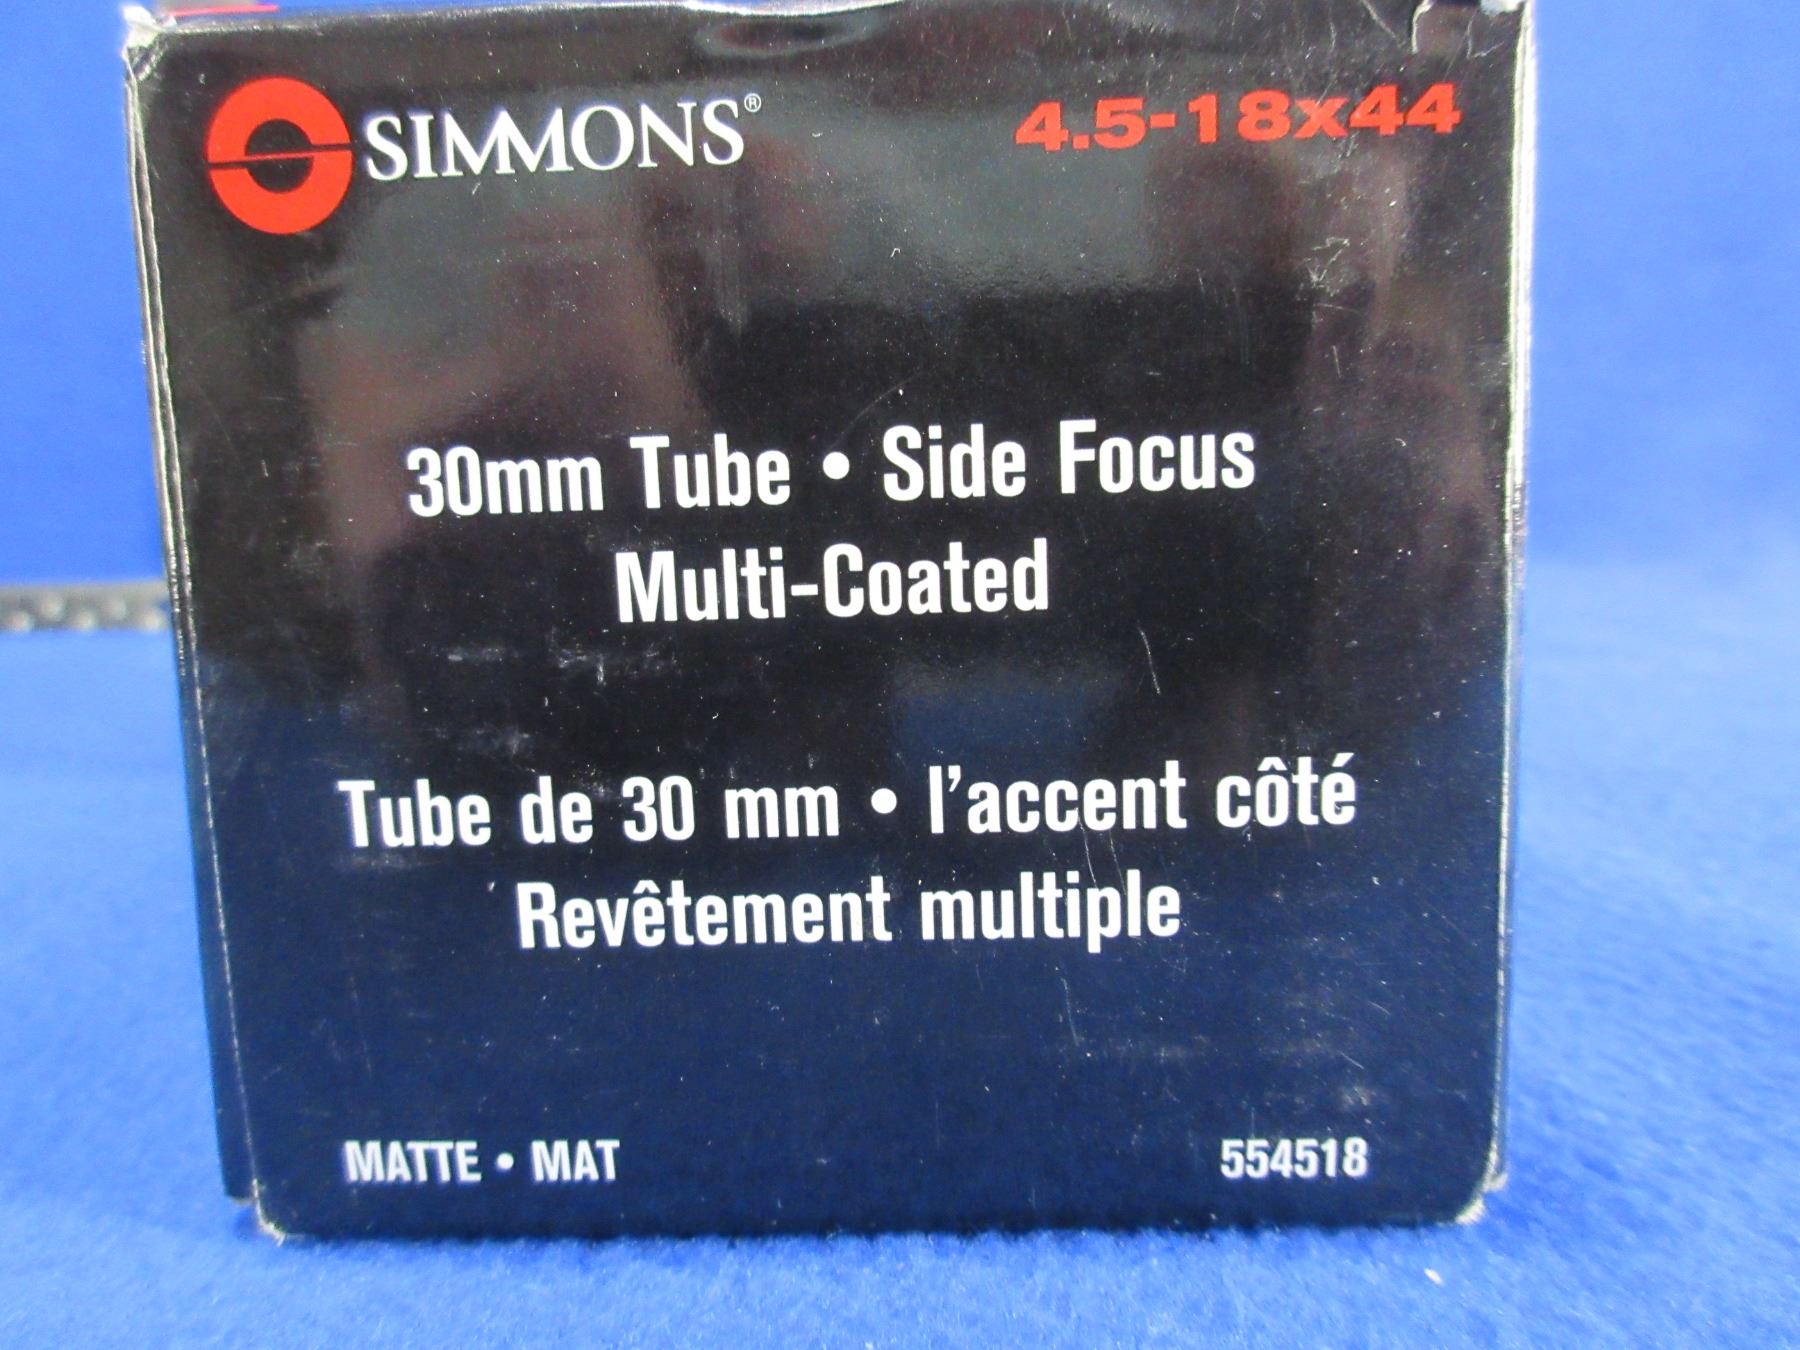 SIMMONS® 4.5-18x44
30mm Tube • Side Focus
Multi-Coated
Tube de 30 mm • l'accent côté
Revêtement multiple
MATTE • MAT 554518